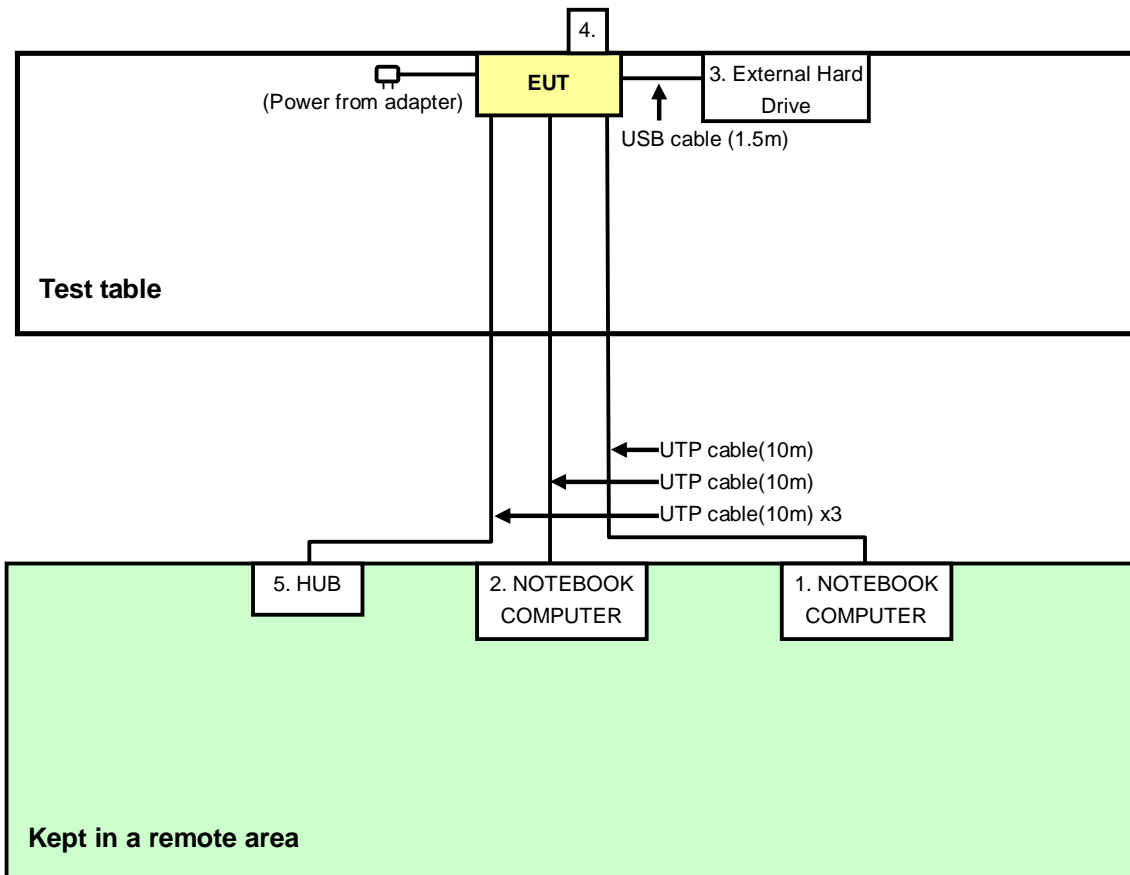 4.
EUT
3. External Hard
Drive
(Power from adapter)
USB cable (1.5m)
Test table
UTP cable(10m)
UTP cable(10m)
UTP cable(10m) x3
5. HUB
2. NOTEBOOK
COMPUTER
1. NOTEBOOK
COMPUTER
Kept in a remote area